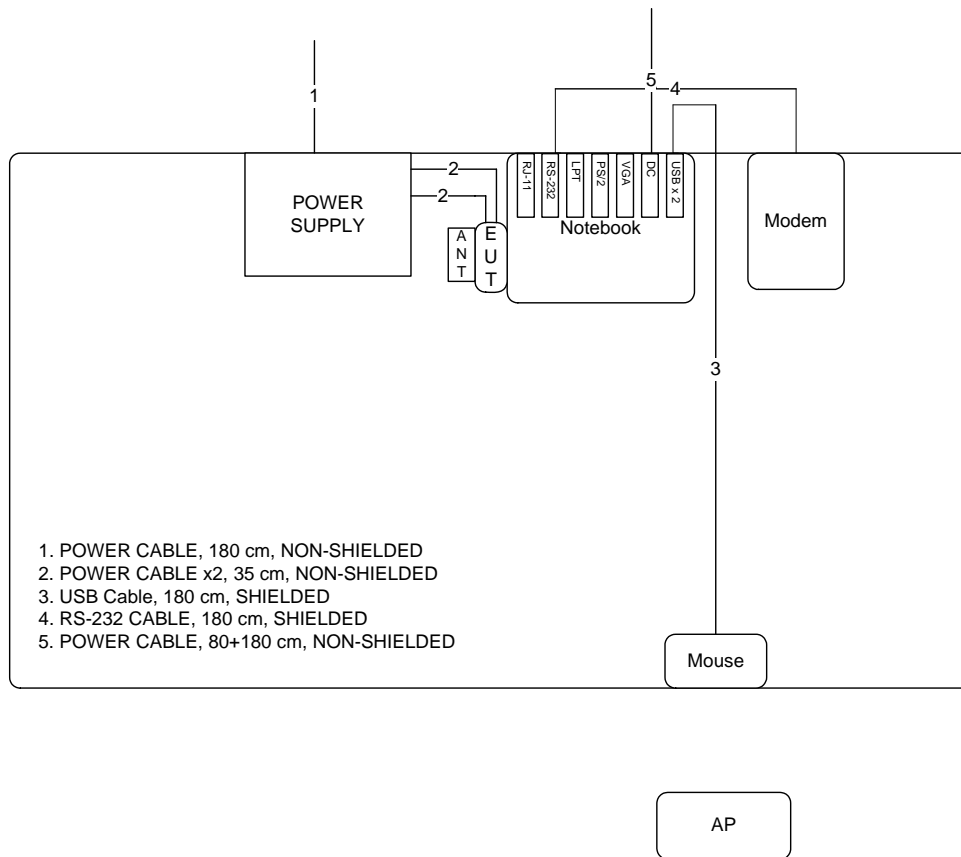 5
4
1
2
2
POWER
SUPPLY
ANT
EUT
RJ-11
RS-232
LPT
PS/2
VGA
DC
USB x 2
Notebook
Modem
3
1. POWER CABLE, 180 cm, NON-SHIELDED
2. POWER CABLE x2, 35 cm, NON-SHIELDED
3. USB Cable, 180 cm, SHIELDED
4. RS-232 CABLE, 180 cm, SHIELDED
5. POWER CABLE, 80+180 cm, NON-SHIELDED
Mouse
AP